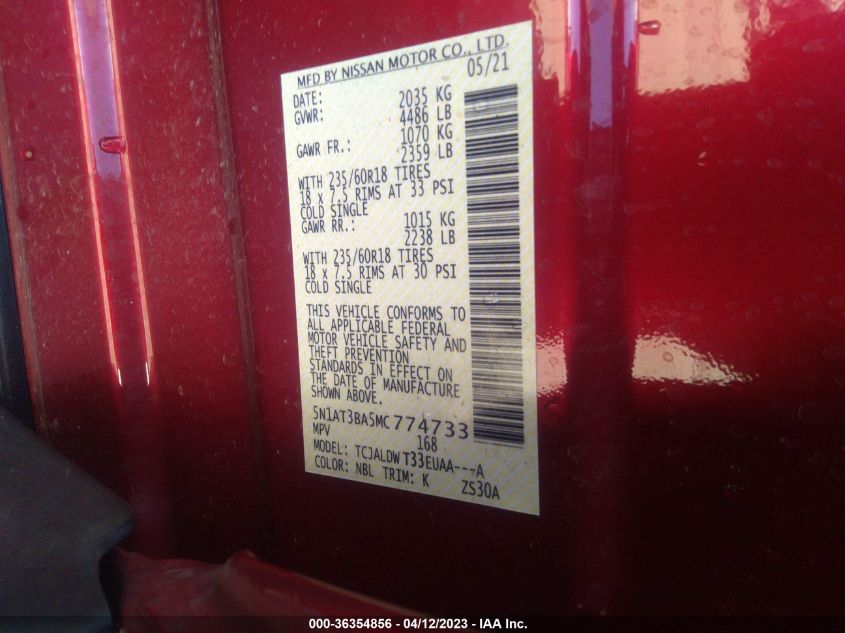 MFD BY NISSAN MOTOR CO., LTD.
DATE: 05/21
GVWR: 2035 KG
4486 LB
GAWR FR.: 1070 KG
2359 LB
WITH 235/60R18 TIRES
18 x 7.5 RIMS AT 33 PSI
COLD SINGLE
GAWR RR.: 1015 KG
2238 LB
WITH 235/60R18 TIRES
18 x 7.5 RIMS AT 30 PSI
COLD SINGLE
THIS VEHICLE CONFORMS TO
ALL APPLICABLE FEDERAL
MOTOR VEHICLE SAFETY AND
THEFT PREVENTION
STANDARDS IN EFFECT ON
THE DATE OF MANUFACTURE
SHOWN ABOVE.
5N1AT3BA5MC774733
MPV 168
MODEL: TCJALDW T33EUAA---A
COLOR: NBL TRIM: K ZS30A
000-36354856 - 04/12/2023 - IAA Inc.